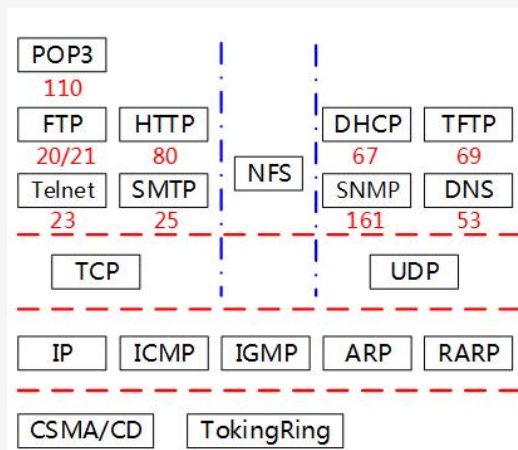 POP3
110
FTP HTTP DHCP TFTP
20/21 80 67 69
NFS
Telnet SMTP SNMP DNS
23 25 161 53
TCP UDP
IP ICMP IGMP ARP RARP
CSMA/CD TokingRing